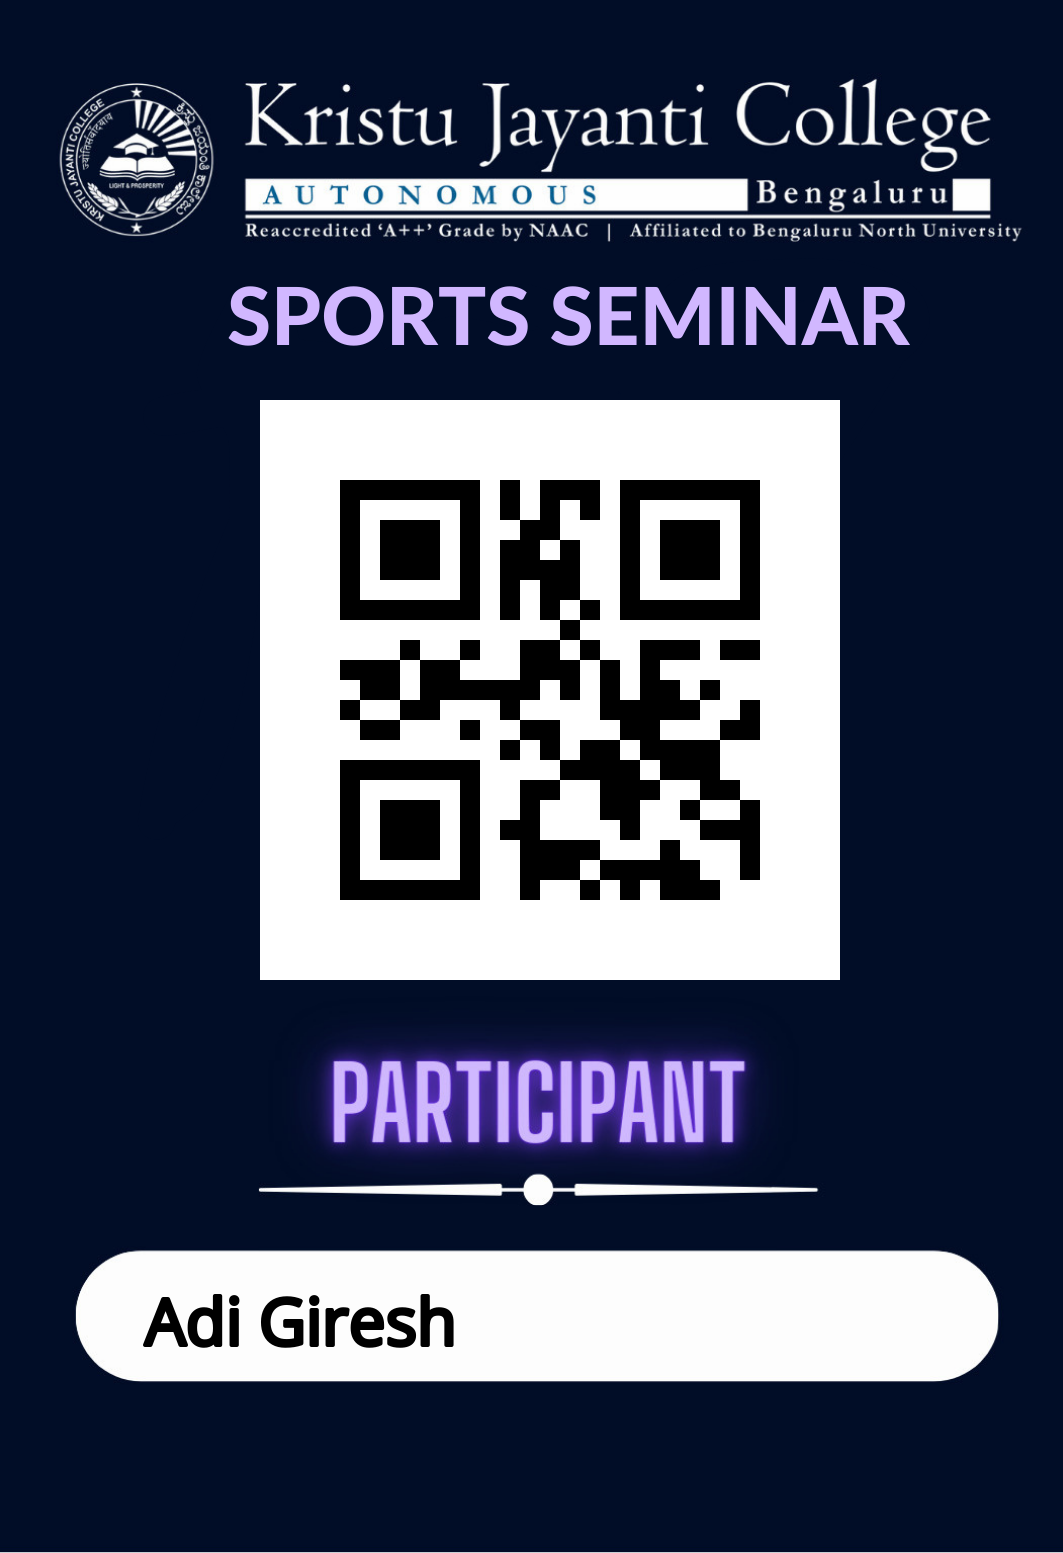 KRISTU JAYANTI COLLEGE
LIGHT & PROSPERITY
Kristu Jayanti College
AUTONOMOUS Bengaluru
Reaccredited ‘A++’ Grade by NAAC | Affiliated to Bengaluru North University
SPORTS SEMINAR
PARTICIPANT
Adi Giresh